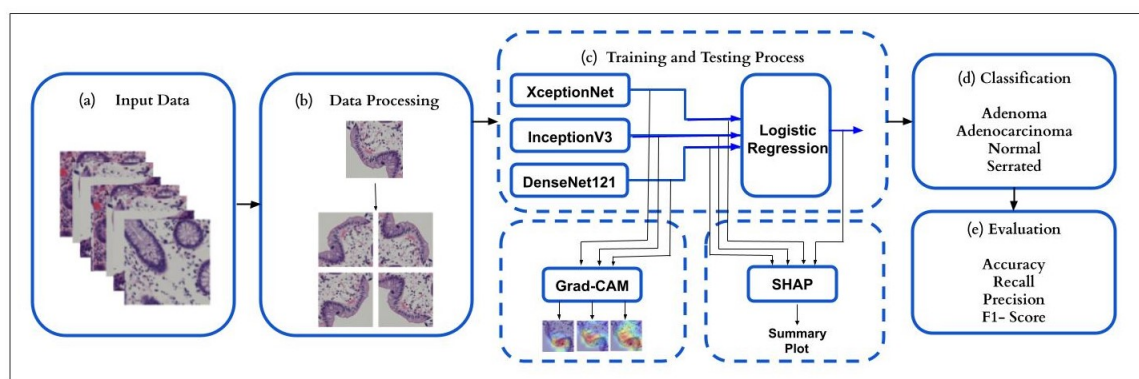 (a) Input Data
(b) Data Processing
(c) Training and Testing Process
XceptionNet
InceptionV3
DenseNet121
Logistic
Regression
Grad-CAM
SHAP
Summary
Plot
(d) Classification
Adenoma
Adenocarcinoma
Normal
Serrated
(e) Evaluation
Accuracy
Recall
Precision
F1- Score